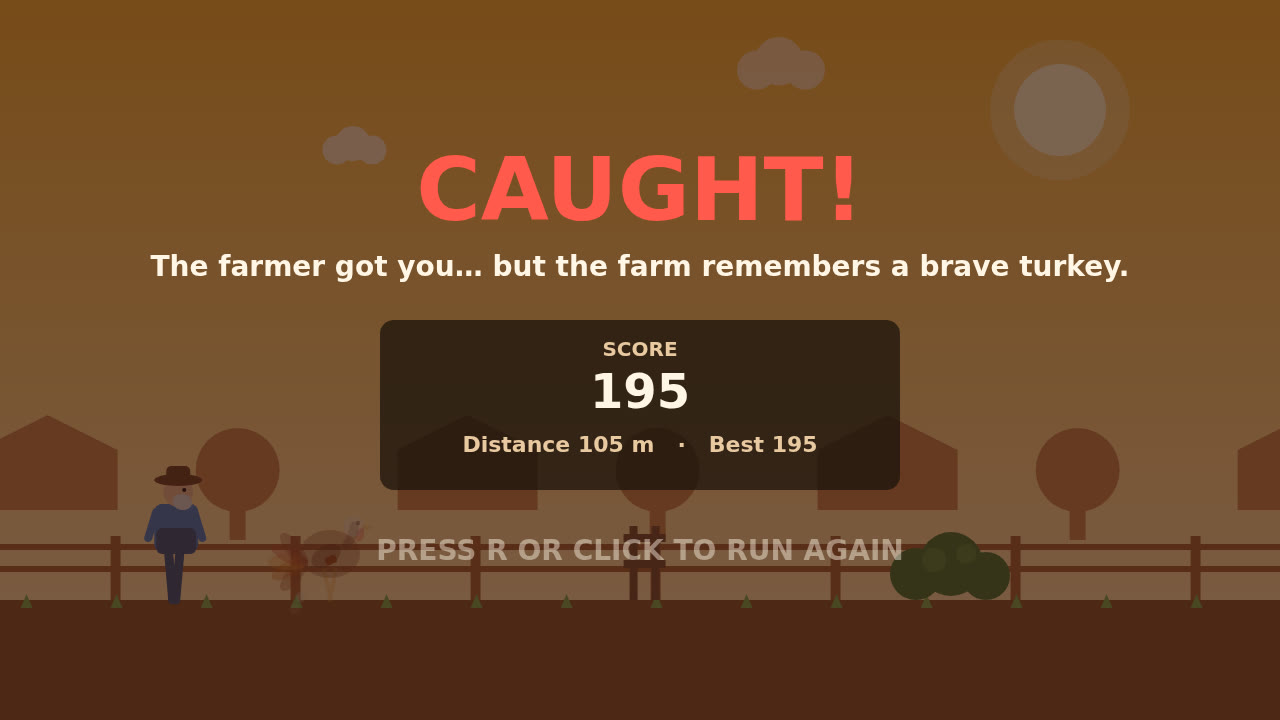 CAUGHT!
The farmer got you… but the farm remembers a brave turkey.
SCORE
195
Distance 105 m · Best 195
PRESS R OR CLICK TO RUN AGAIN